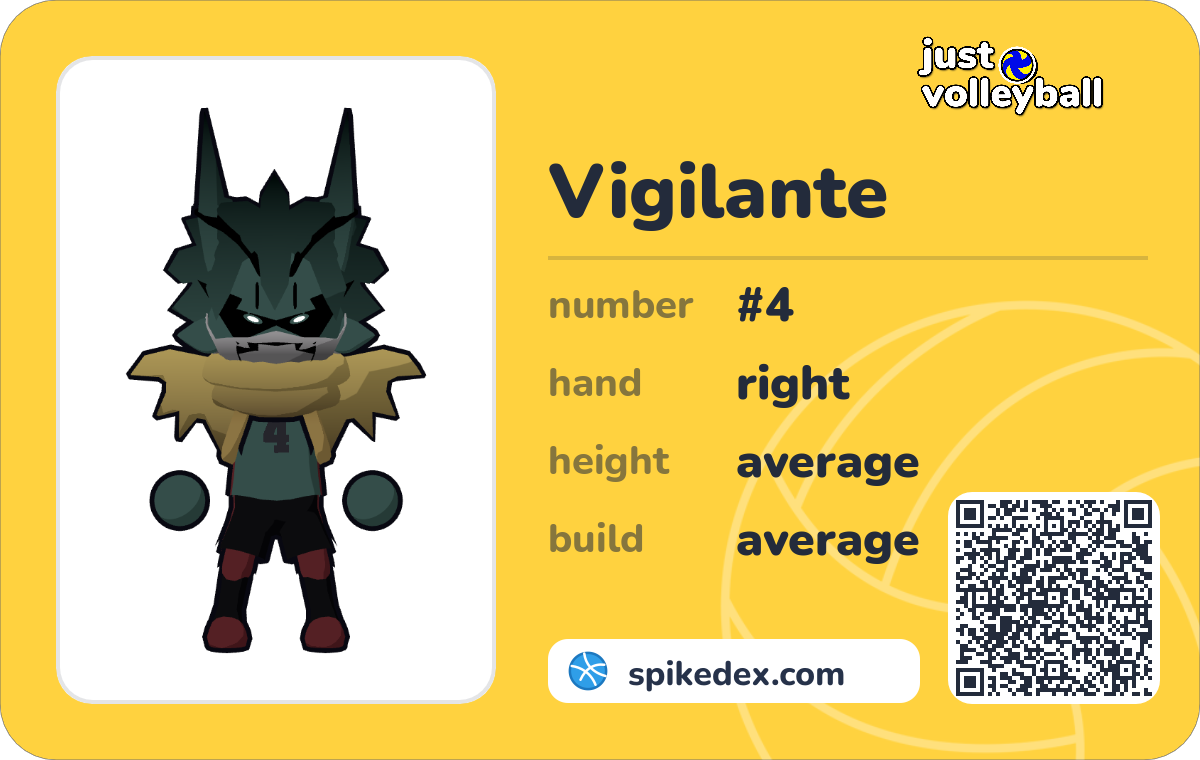 just
volleyball
Vigilante
number #4
hand right
height average
build average
4
spikedex.com